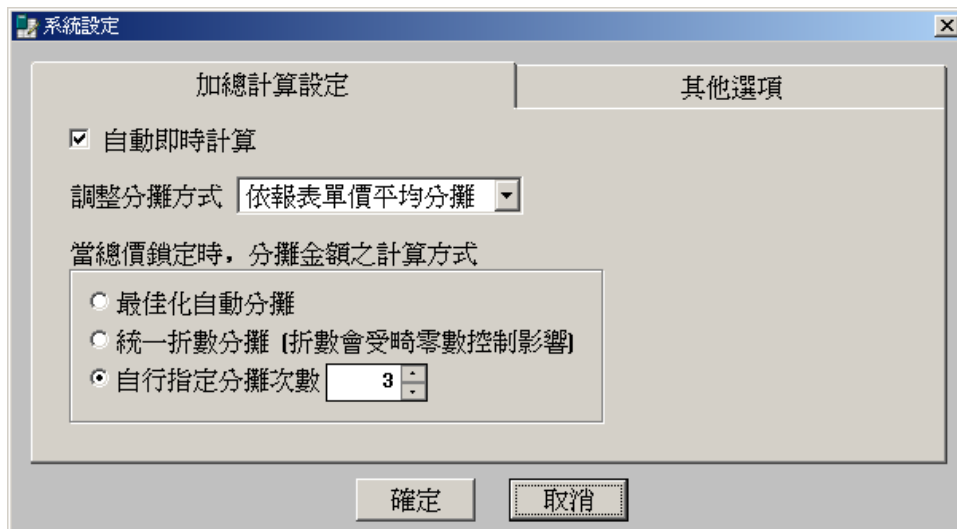 系統設定
加總計算設定 其他選項
自動即時計算
調整分攤方式 依報表單價平均分攤
當總價鎖定時，分攤金額之計算方式
最佳化自動分攤
統一折數分攤 (折數會受畸零數控制影響)
自行指定分攤次數 3
確定 取消